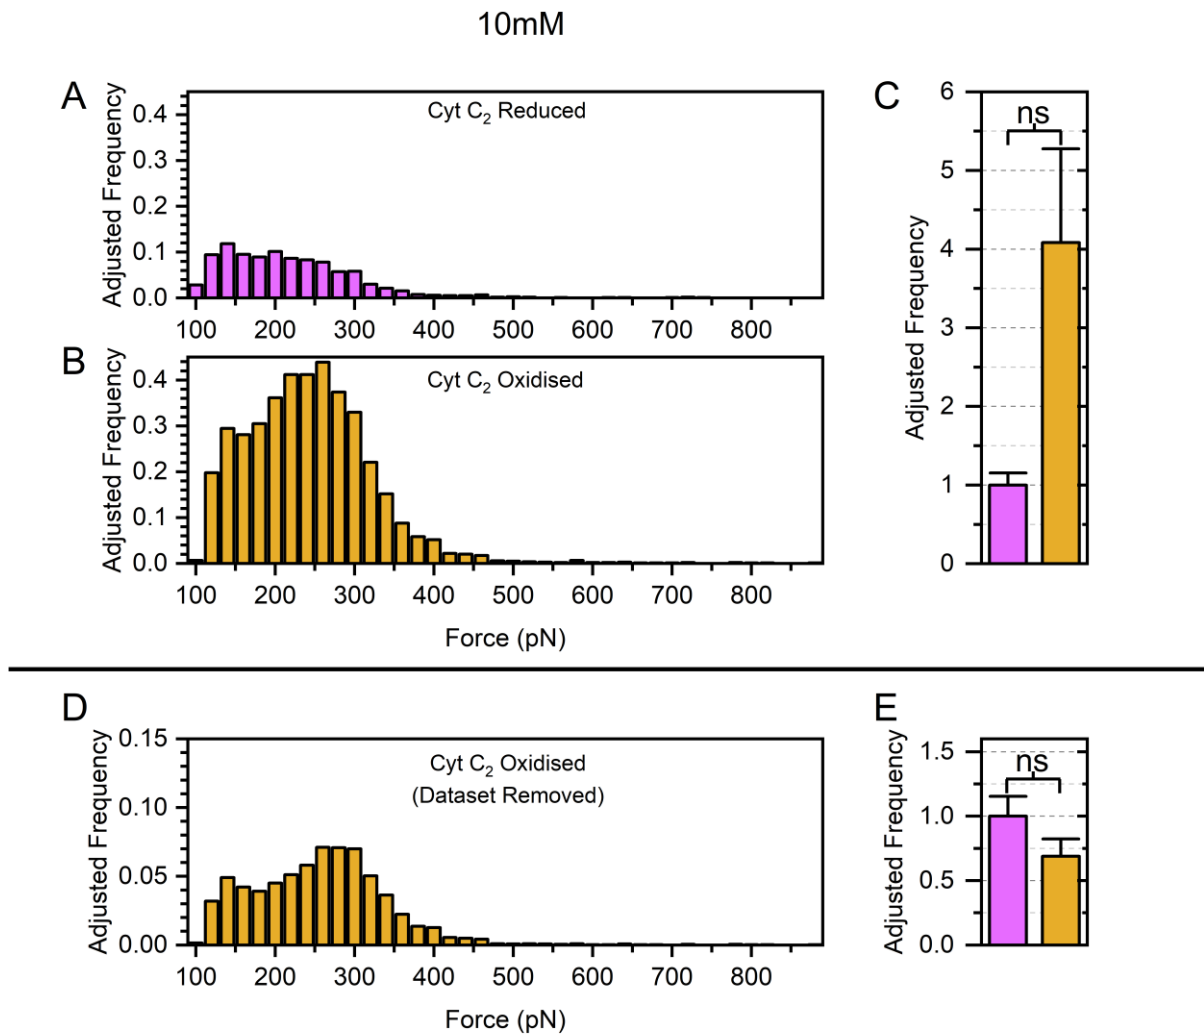 10mM
A
Adjusted Frequency
0.4
0.3
0.2
0.1
0.0
Cyt C₂ Reduced
100 200 300 400 500 600 700 800
B
Adjusted Frequency
0.4
0.3
0.2
0.1
0.0
Cyt C₂ Oxidised
100 200 300 400 500 600 700 800
Force (pN)
C
Adjusted Frequency
6
5
4
3
2
1
0
ns
D
Adjusted Frequency
0.15
0.10
0.05
0.00
Cyt C₂ Oxidised
(Dataset Removed)
100 200 300 400 500 600 700 800
Force (pN)
E
Adjusted Frequency
1.5
1.0
0.5
0.0
ns